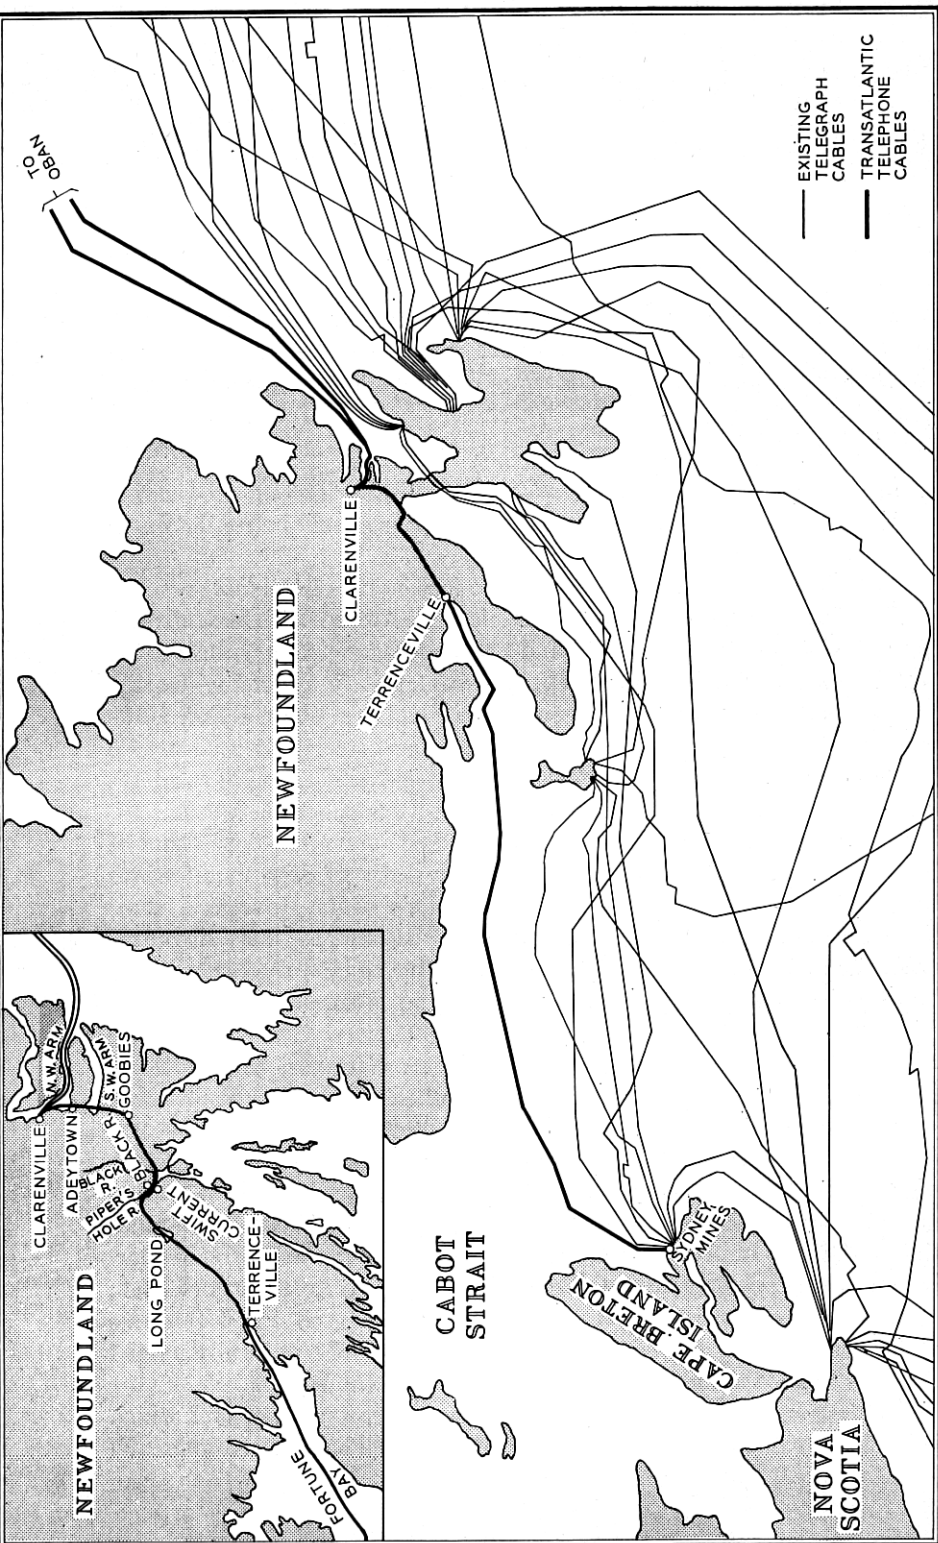 NEWFOUNDLAND
CLARENVILLE
N.W. ARM
ADEYTOWN
S.W. ARM
GOOBIES
BLACK R.
BLACK
R.
PIPER'S
HOLE R.
SWIFT
CURRENT
LONG POND
TERRENCE-
VILLE
FORTUNE
BAY
TO
OBAN
NEWFOUNDLAND
CLARENVILLE
TERRENCEVILLE
CABOT
STRAIT
CAPE BRETON
ISLAND
SYDNEY
MINES
NOVA
SCOTIA
EXISTING
TELEGRAPH
CABLES
TRANSATLANTIC
TELEPHONE
CABLES